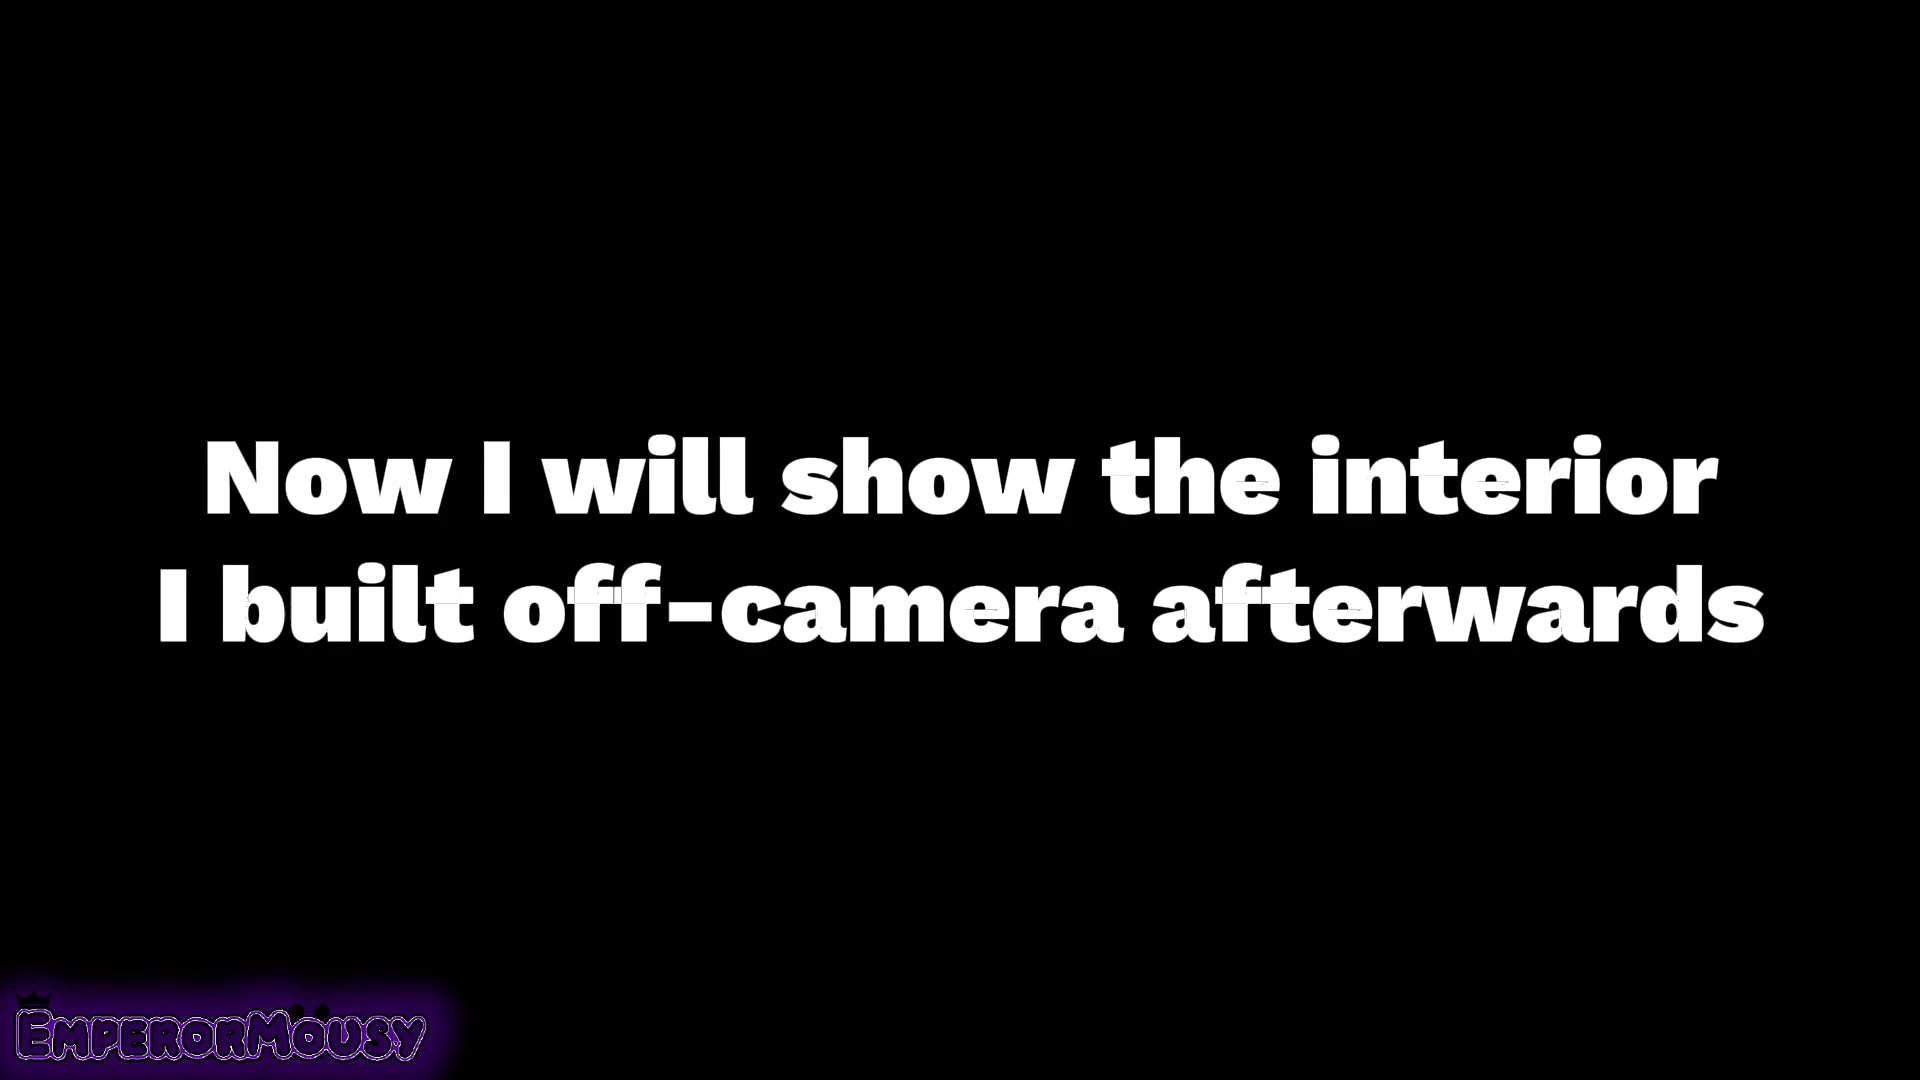 Now I will show the interior
I built off-camera afterwards
EmperorMousy